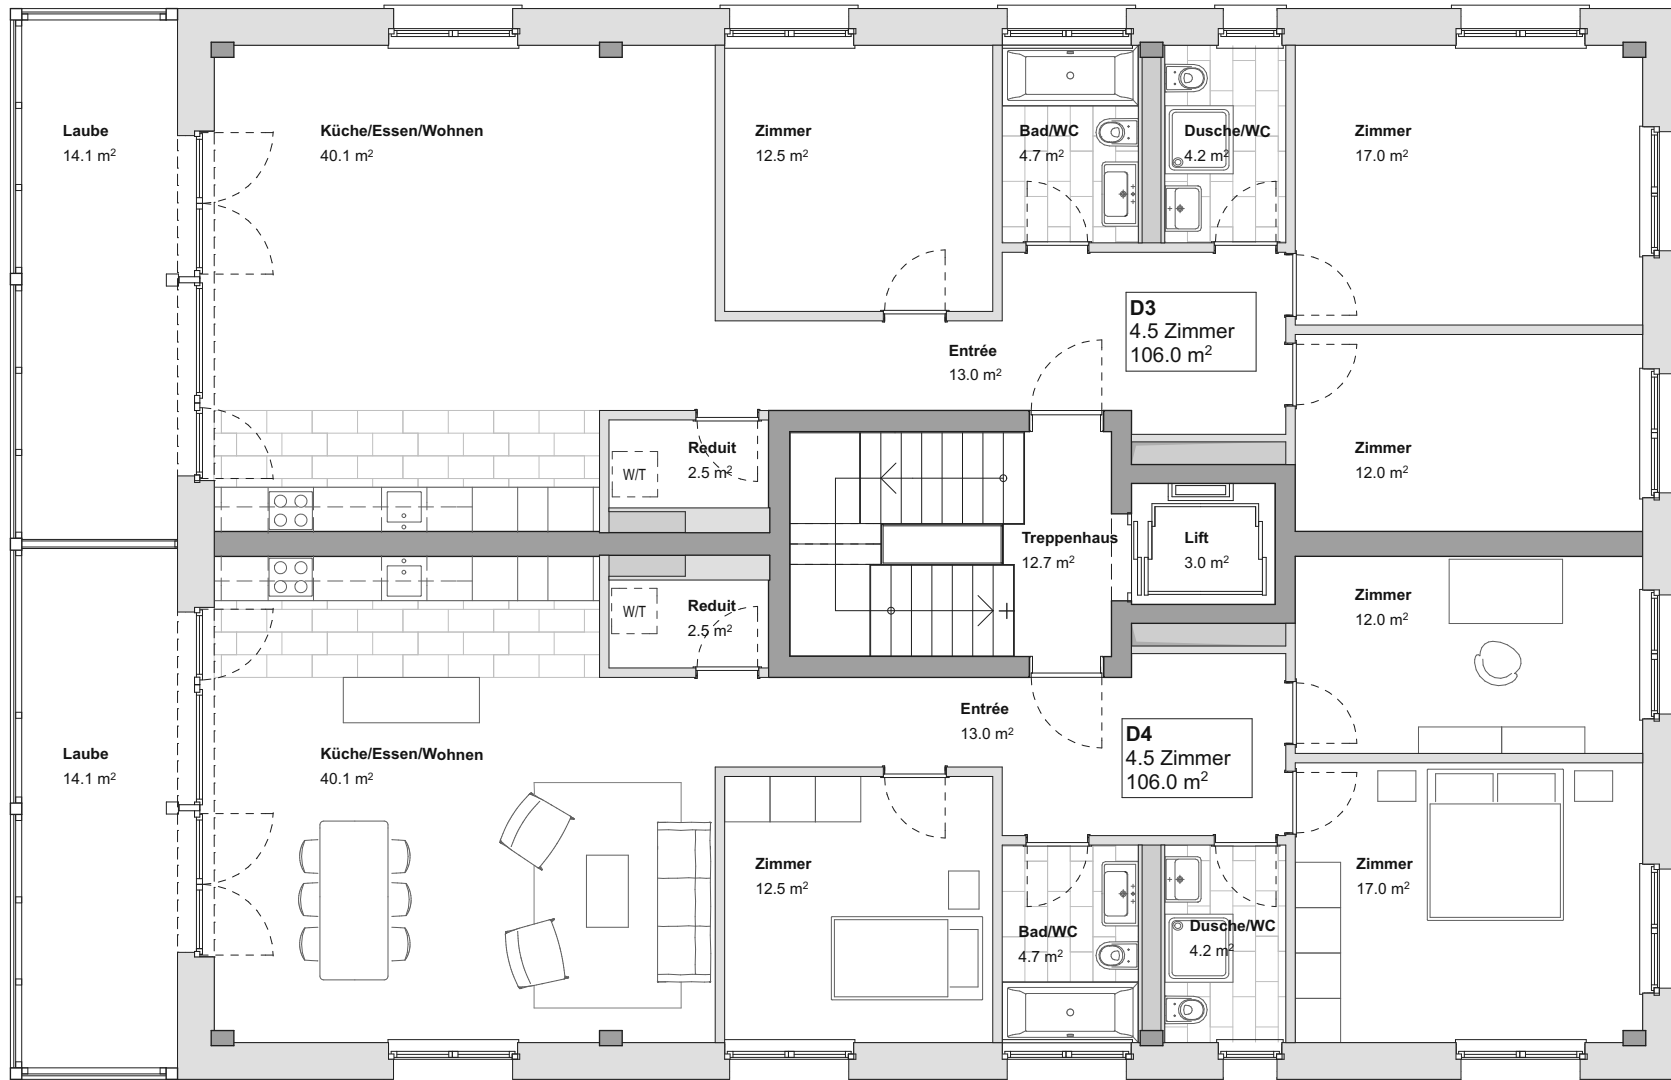 Laube
14.1 m²
Küche/Essen/Wohnen
40.1 m²
Zimmer
12.5 m²
Bad/WC
4.7 m²
Dusche/WC
4.2 m²
Zimmer
17.0 m²
D3
4.5 Zimmer
106.0 m²
Entrée
13.0 m²
Reduit
2.5 m²
W/T
Zimmer
12.0 m²
Treppenhaus
12.7 m²
Lift
3.0 m²
Reduit
2.5 m²
W/T
Zimmer
12.0 m²
Entrée
13.0 m²
D4
4.5 Zimmer
106.0 m²
Laube
14.1 m²
Küche/Essen/Wohnen
40.1 m²
Zimmer
12.5 m²
Bad/WC
4.7 m²
Dusche/WC
4.2 m²
Zimmer
17.0 m²